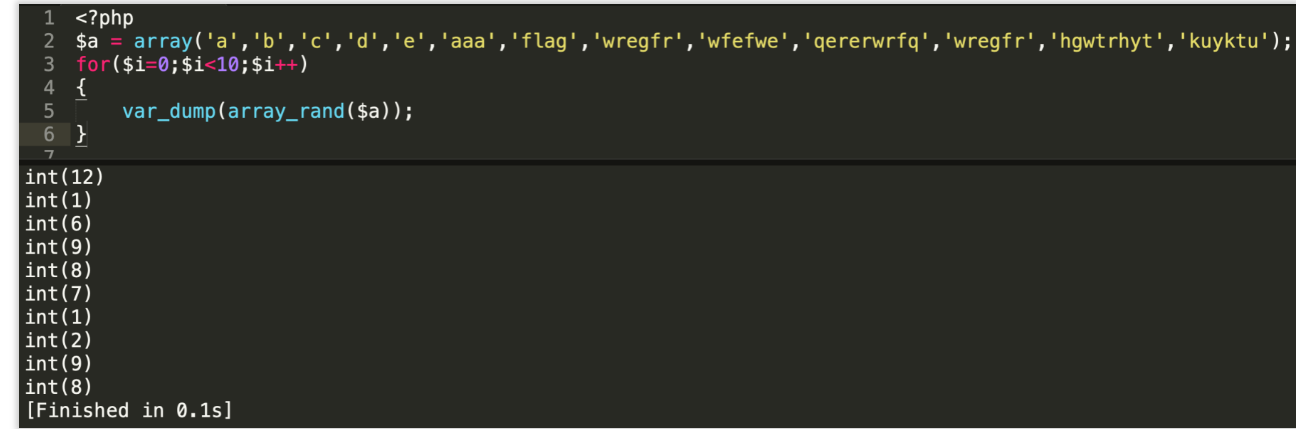 1 <?php
2 $a = array('a','b','c','d','e','aaa','flag','wregfr','wfefwe','qererwrfq','wregfr','hgwtrhyt','kuyktu');
3 for($i=0;$i<10;$i++)
4 {
5 var_dump(array_rand($a));
6 }
7
int(12)
int(1)
int(6)
int(9)
int(8)
int(7)
int(1)
int(2)
int(9)
int(8)
[Finished in 0.1s]